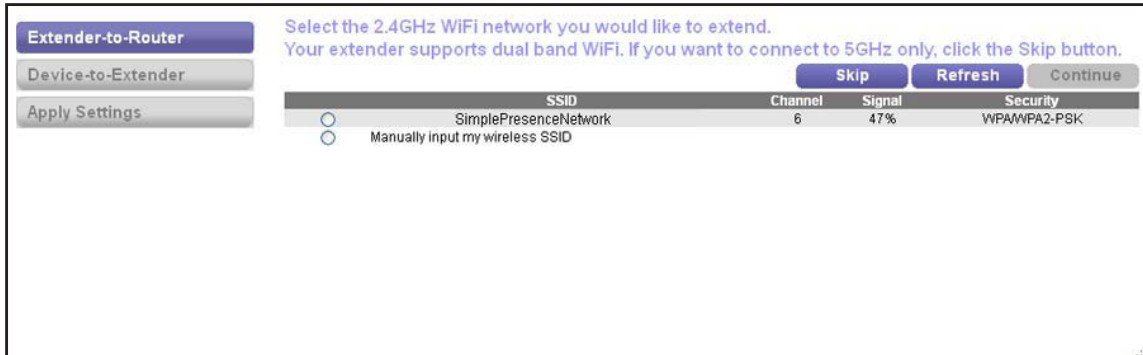 Extender-to-Router
Device-to-Extender
Apply Settings
Select the 2.4GHz WiFi network you would like to extend.
Your extender supports dual band WiFi. If you want to connect to 5GHz only, click the Skip button.
Skip Refresh Continue
SSID Channel Signal Security
SimplePresenceNetwork 6 47% WPA/WPA2-PSK
Manually input my wireless SSID